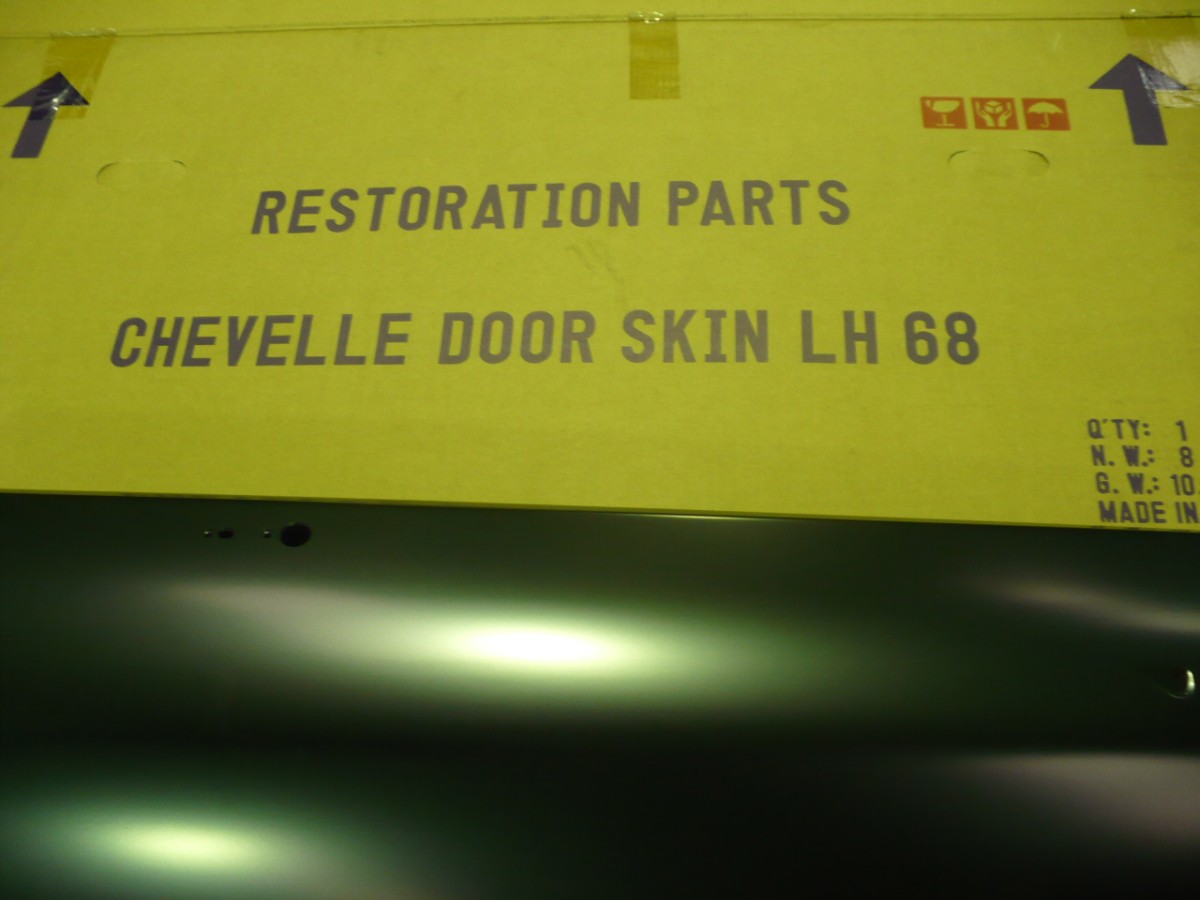 RESTORATION PARTS
CHEVELLE DOOR SKIN LH 68
Q'TY: 1
N. W.: 8
G. W.: 10.
MADE IN